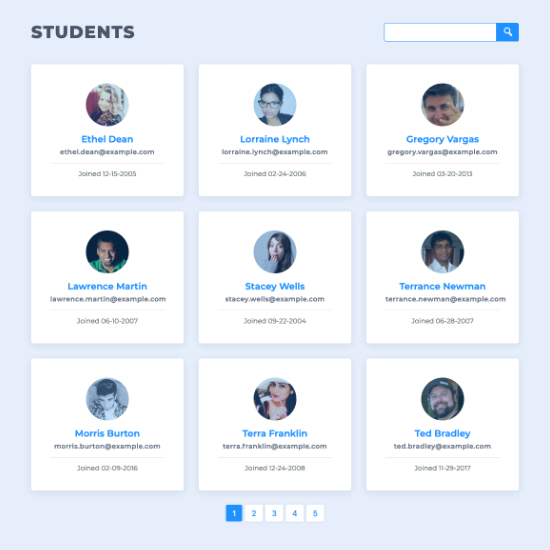 STUDENTS
Ethel Dean
ethel.dean@example.com
Joined 12-15-2005
Lorraine Lynch
lorraine.lynch@example.com
Joined 02-24-2006
Gregory Vargas
gregory.vargas@example.com
Joined 03-20-2013
Lawrence Martin
lawrence.martin@example.com
Joined 06-10-2007
Stacey Wells
stacey.wells@example.com
Joined 09-22-2004
Terrance Newman
terrance.newman@example.com
Joined 06-28-2007
Morris Burton
morris.burton@example.com
Joined 02-09-2016
Terra Franklin
terra.franklin@example.com
Joined 12-24-2008
Ted Bradley
ted.bradley@example.com
Joined 11-29-2017
1 2 3 4 5